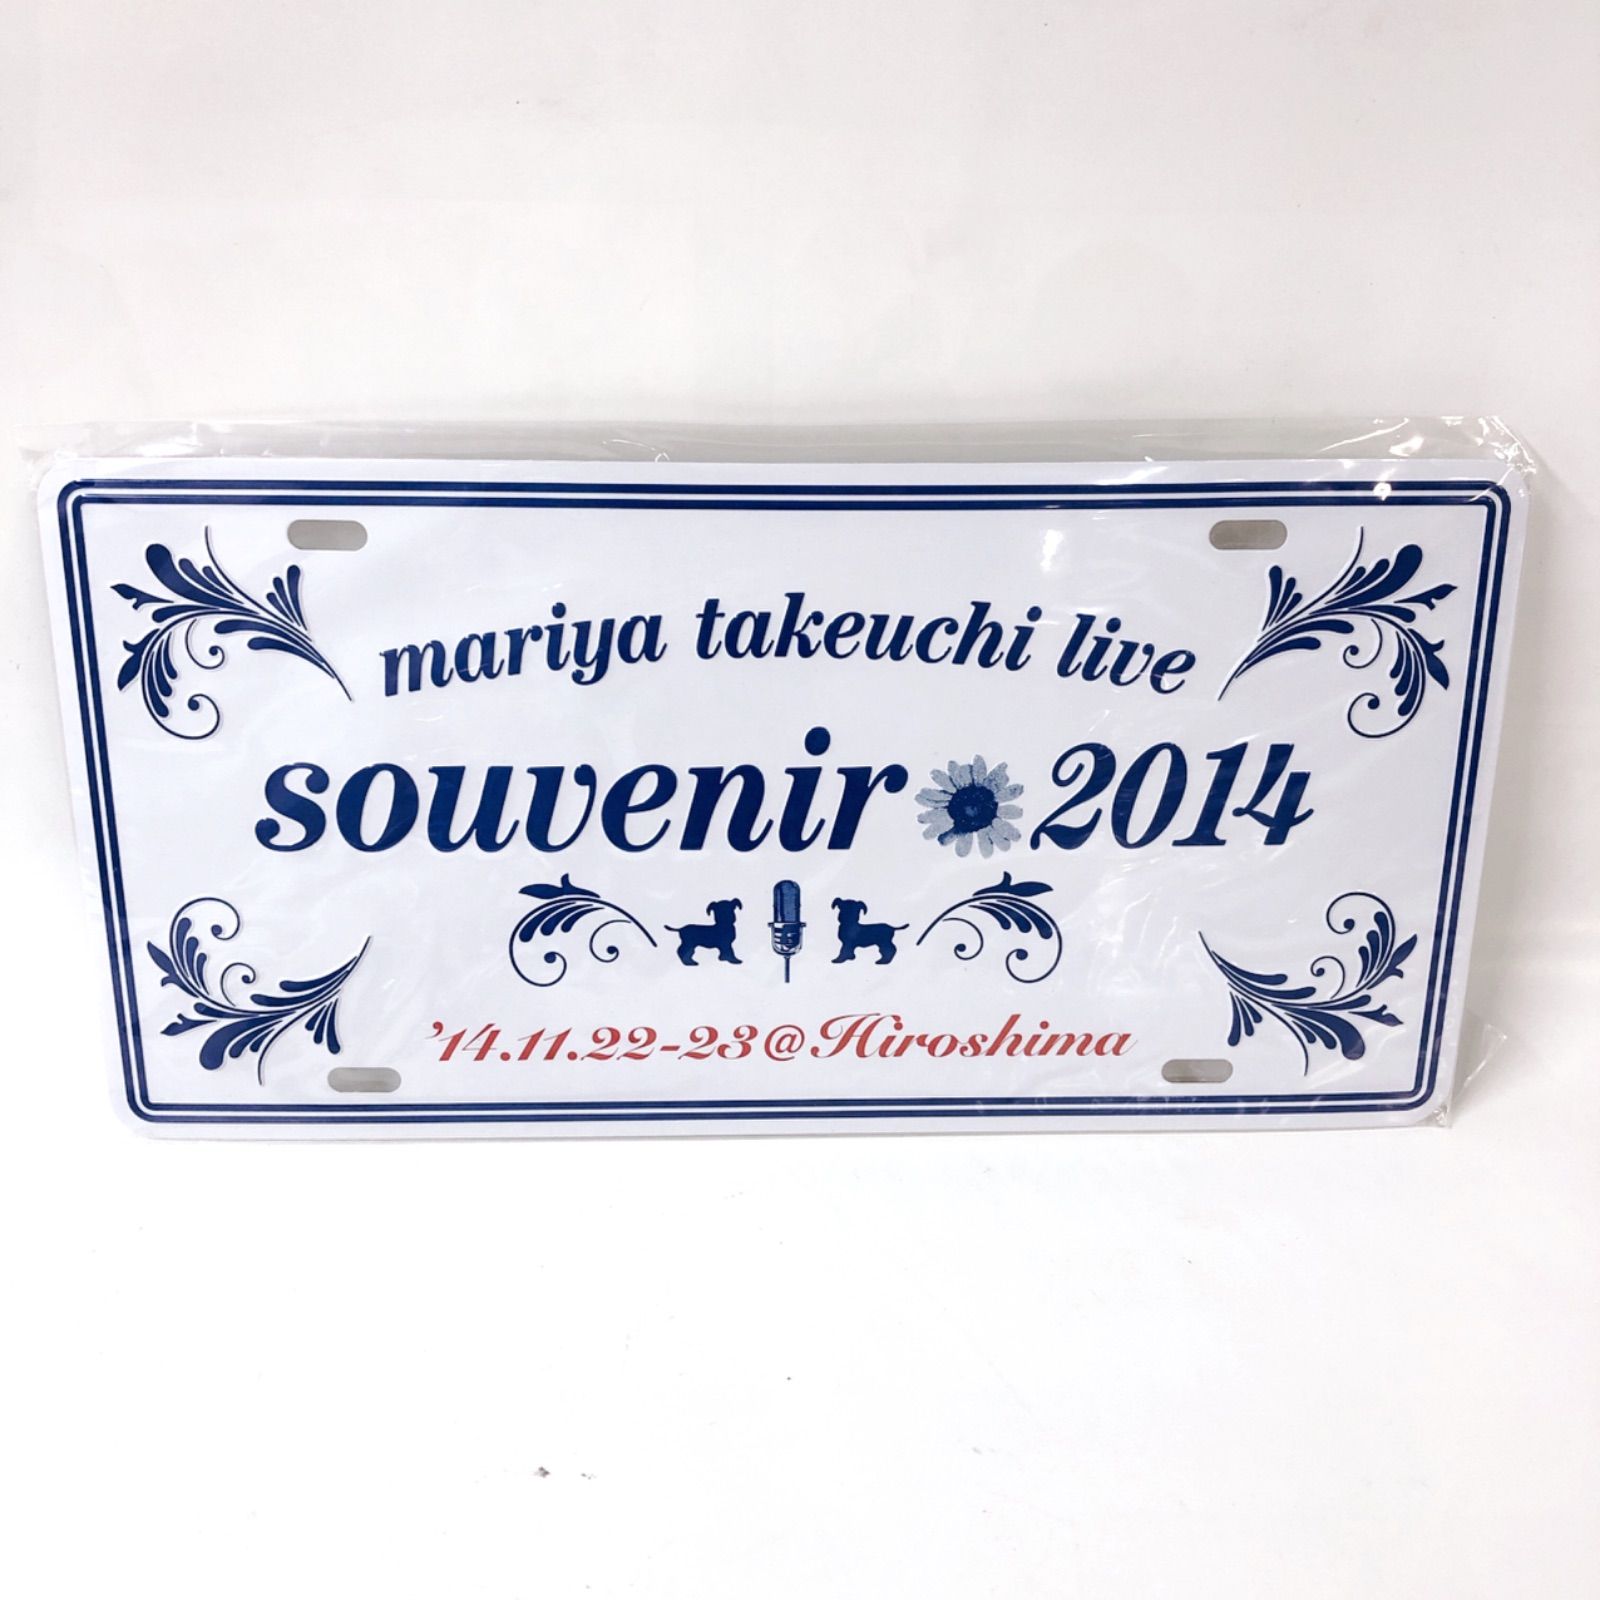 mariya takeuchi live
souvenir 2014
'14.11.22-23@Hiroshima